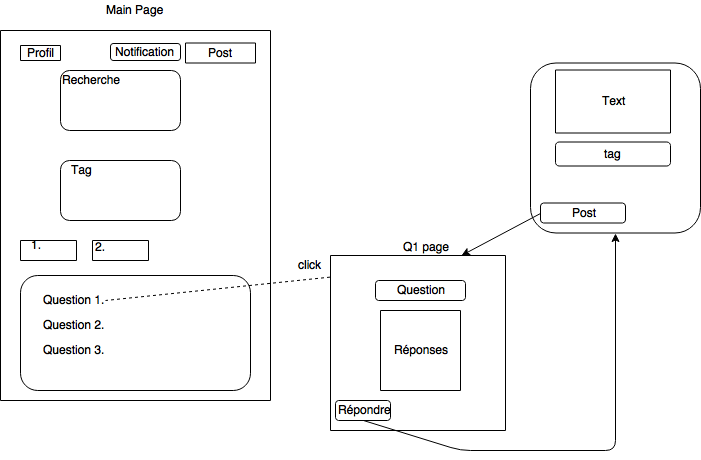 Main Page
Profil
Notification
Post
Recherche
Tag
1.
2.
Question 1.
Question 2.
Question 3.
click
Q1 page
Question
Réponses
Répondre
Text
tag
Post